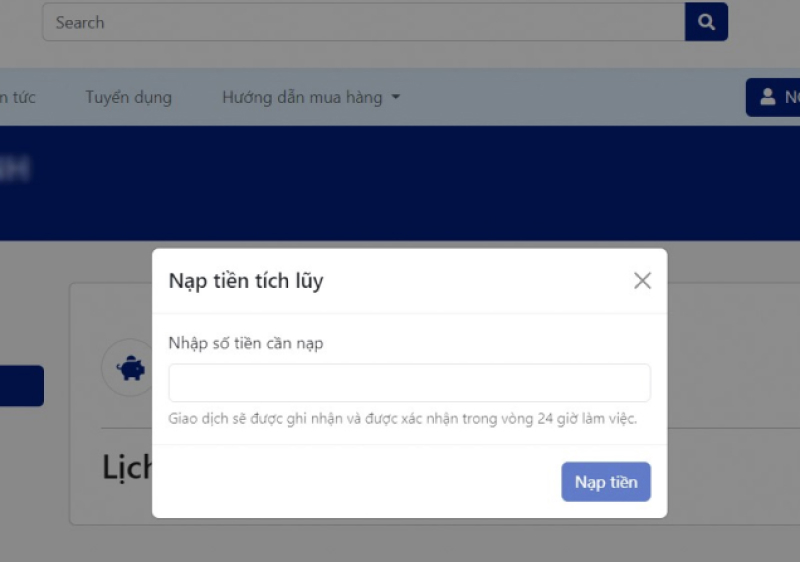 Search
n tức
Tuyển dụng
Hướng dẫn mua hàng
Nạp tiền tích lũy
Nhập số tiền cần nạp
Giao dịch sẽ được ghi nhận và được xác nhận trong vòng 24 giờ làm việc.
Lịch
Nạp tiền